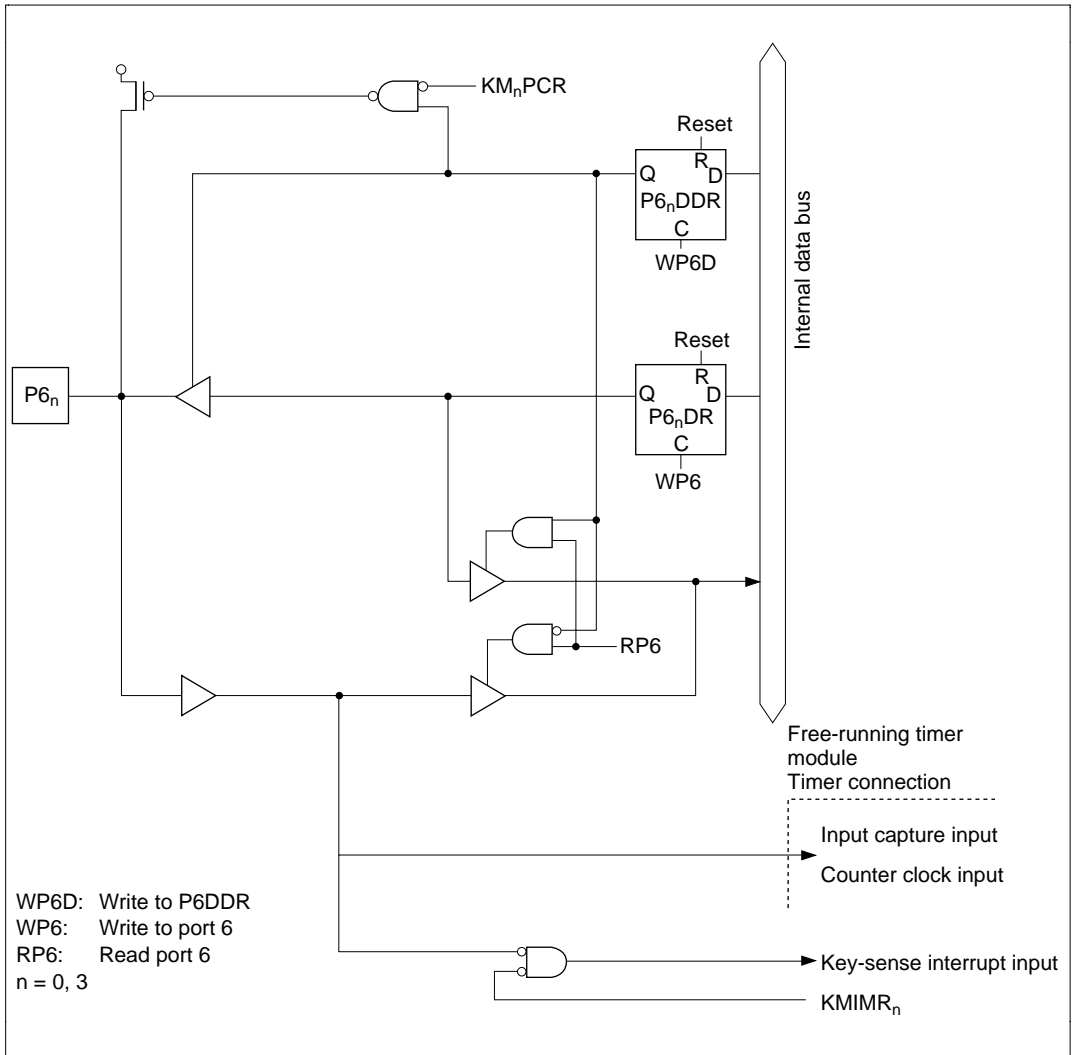 KMnPCR
Reset
R
Q
D
P6nDDR
C
WP6D
Internal data bus
Reset
R
Q
D
P6n
P6nDR
C
WP6
RP6
Free-running timer
module
Timer connection
Input capture input
Counter clock input
WP6D: Write to P6DDR
WP6: Write to port 6
RP6: Read port 6
n = 0, 3
Key-sense interrupt input
KMIMRn